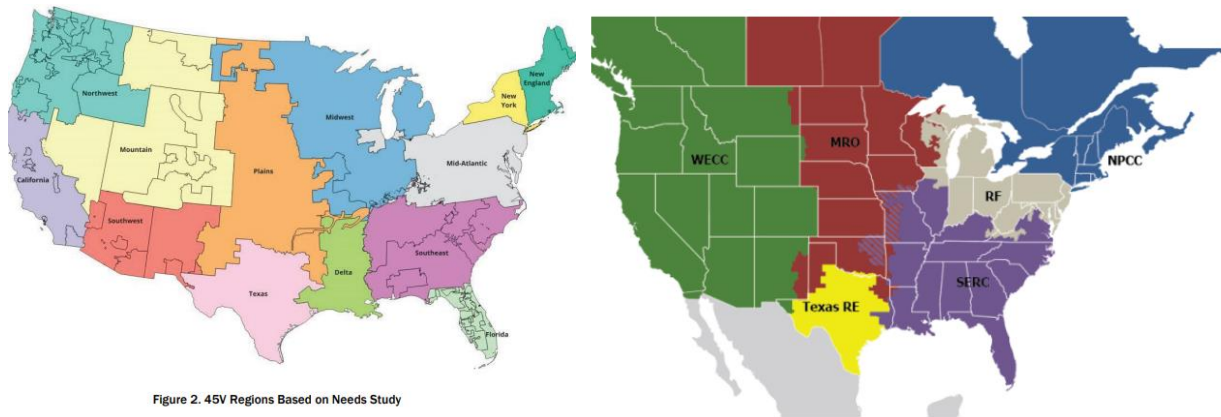 Northwest
Mountain
California
Southwest
Plains
Midwest
New
York
New
England
Mid-Atlantic
Southeast
Delta
Texas
Florida
Figure 2. 45V Regions Based on Needs Study
WECC
MRO
NPCC
RF
SERC
Texas RE